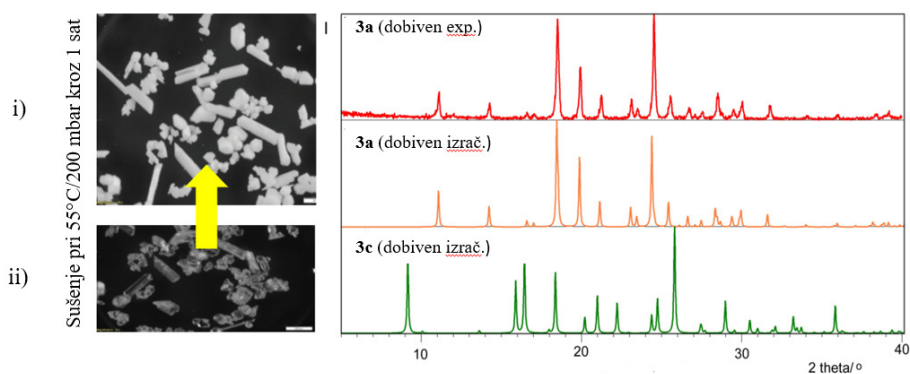 i)
ii)
Sušenje pri 55°C/200 mbar kroz 1 sat
3a (dobiven exp.)
3a (dobiven izrač.)
3c (dobiven izrač.)
10
20
30
40
2 theta/ °